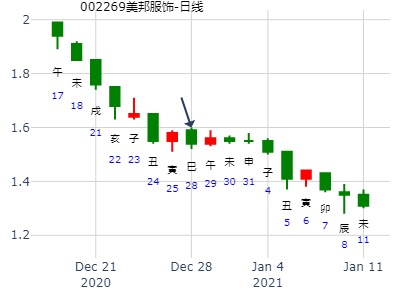 002269美邦服饰-日线
2
1.8
1.6
1.4
1.2
午
17
未
18
戌
21
亥
22
子
23
丑
24
寅
25
巳
28
午
29
未
30
申
31
子
4
丑
5
寅
6
卯
7
辰
8
未
11
Dec 21
2020
Dec 28
Jan 4
2021
Jan 11